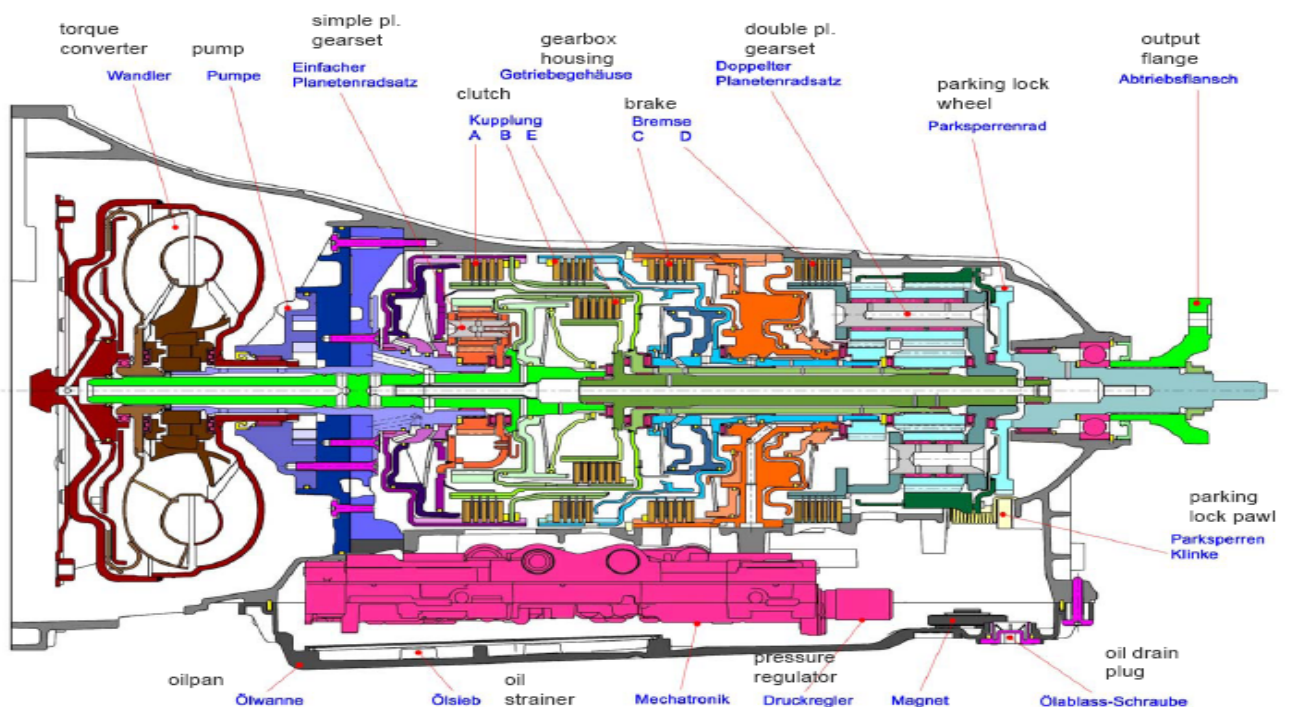 torque
converter
Wandler
pump
Pumpe
simple pl.
gearset
Einfacher
Planetenradsatz
gearbox
housing
Getriebegehäuse
clutch
Kupplung
A B E
brake
Bremse
C D
double pl.
gearset
Doppelter
Planetenradsatz
parking lock
wheel
Parksperrenrad
output
flange
Abtriebsflansch
parking
lock pawl
Parksperren
Klinke
oilpan
Ölwanne
Ölsieb
oil
strainer
Mechatronik
pressure
regulator
Druckregler
Magnet
oil drain
plug
Ölablass-Schraube